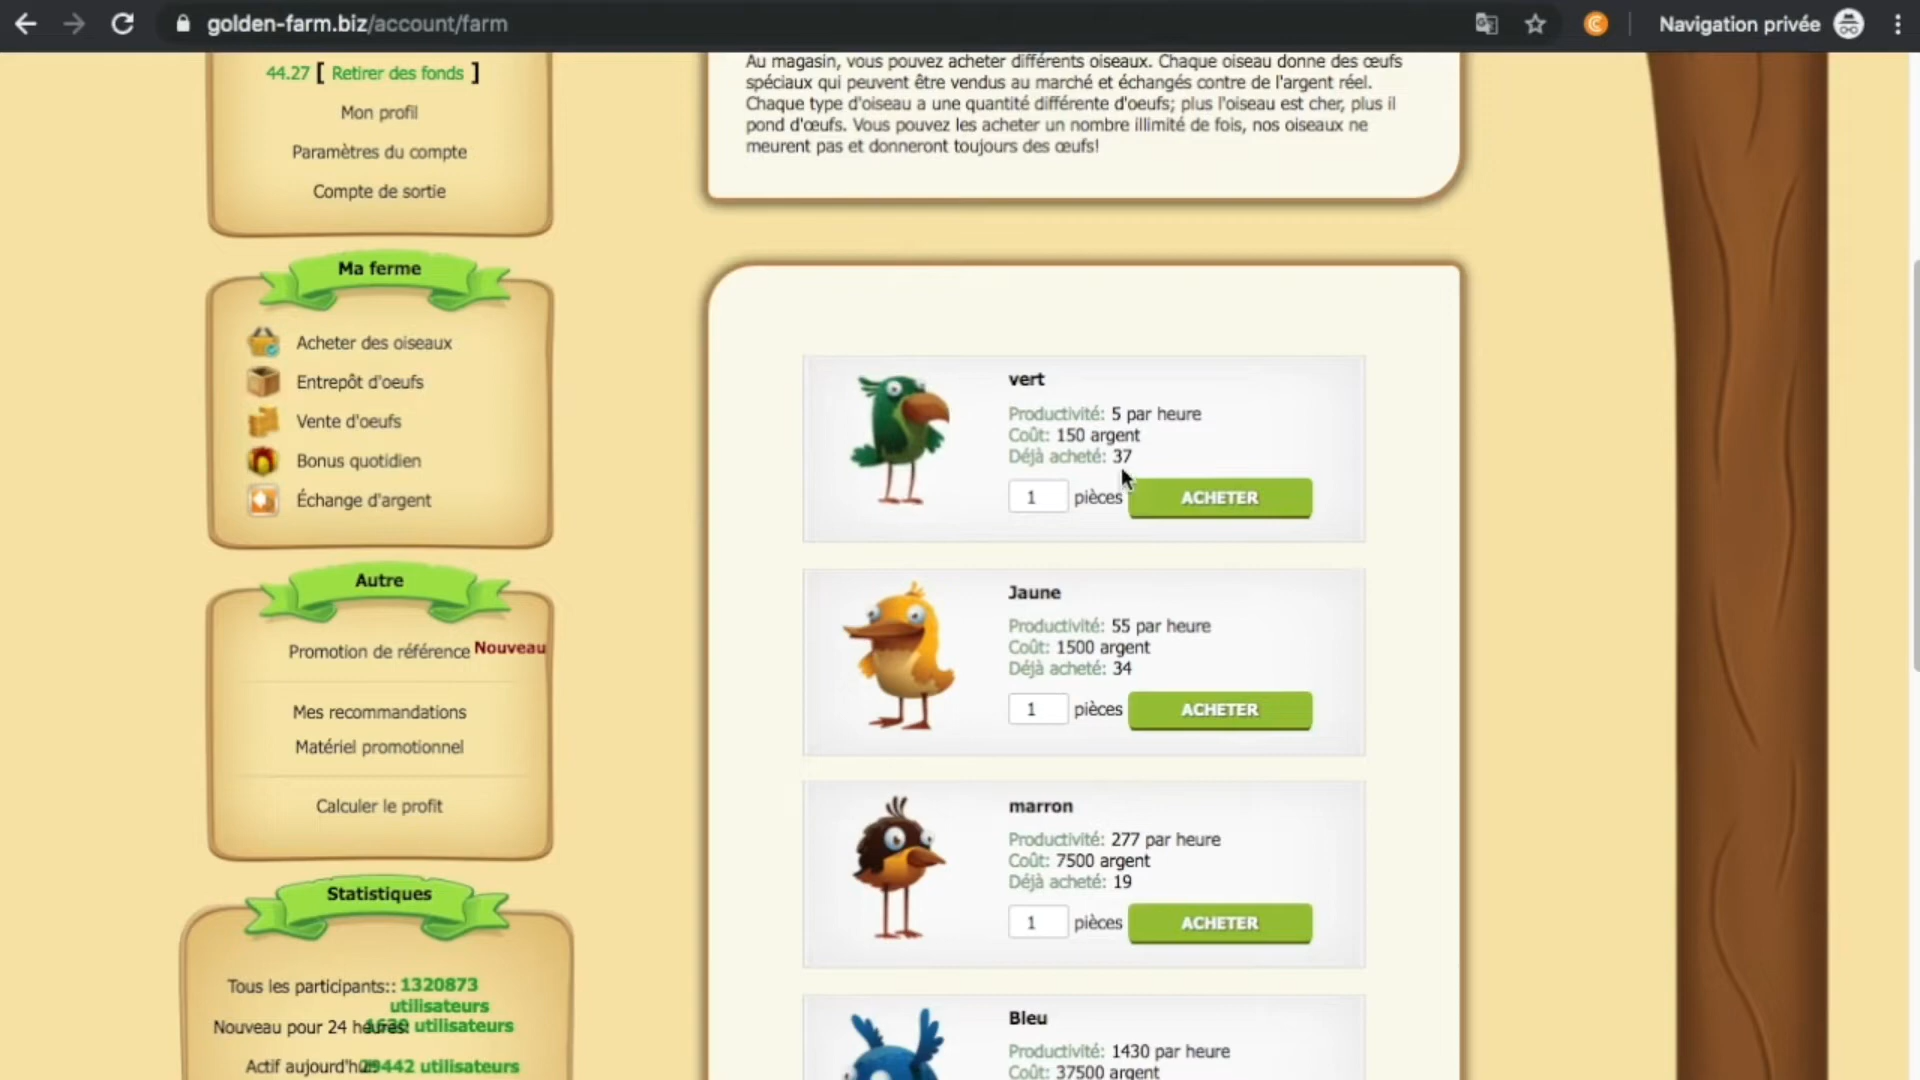 golden-farm.biz/account/farm
Navigation privée
44.27 [ Retirer des fonds ]
Mon profil
Paramètres du compte
Compte de sortie
Ma ferme
Acheter des oiseaux
Entrepôt d'oeufs
Vente d'oeufs
Bonus quotidien
Échange d'argent
Autre
Promotion de référence Nouveau
Mes recommandations
Matériel promotionnel
Calculer le profit
Statistiques
Tous les participants:: 1320873
utilisateurs
Nouveau pour 24 heures: utilisateurs
Actif aujourd'hui 29442 utilisateurs
Au magasin, vous pouvez acheter différents oiseaux. Chaque oiseau donne des œufs
spéciaux qui peuvent être vendus au marché et échangés contre de l'argent réel.
Chaque type d'oiseau a une quantité différente d'oeufs; plus l'oiseau est cher, plus il
pond d'œufs. Vous pouvez les acheter un nombre illimité de fois, nos oiseaux ne
meurent pas et donneront toujours des œufs!
vert
Productivité: 5 par heure
Coût: 150 argent
Déjà acheté: 37
1 pièces ACHETER
Jaune
Productivité: 55 par heure
Coût: 1500 argent
Déjà acheté: 34
1 pièces ACHETER
marron
Productivité: 277 par heure
Coût: 7500 argent
Déjà acheté: 19
1 pièces ACHETER
Bleu
Productivité: 1430 par heure
Coût: 37500 argent